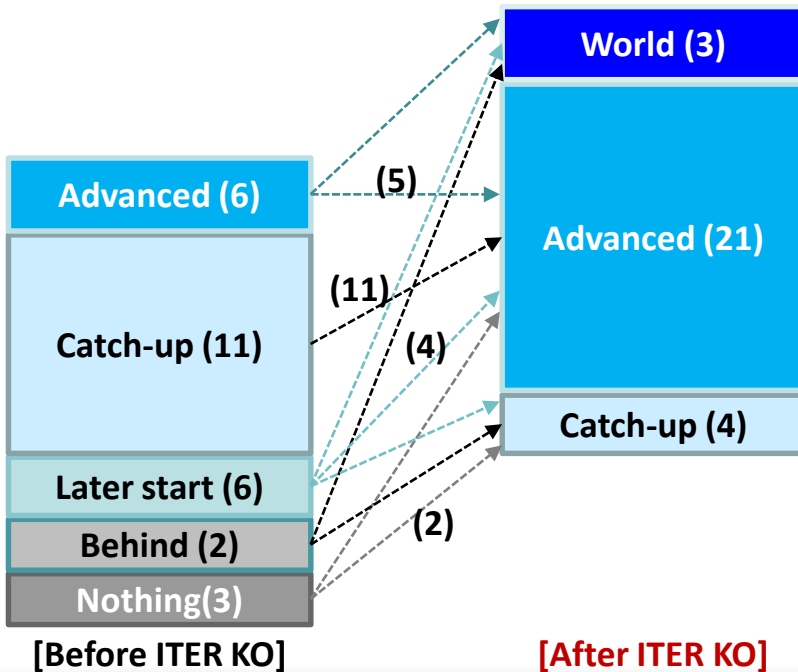 World (3)
Advanced (6)
(5)
Advanced (21)
Catch-up (11)
(11)
(4)
Catch-up (4)
Later start (6)
(2)
Behind (2)
Nothing(3)
[Before ITER KO]
[After ITER KO]